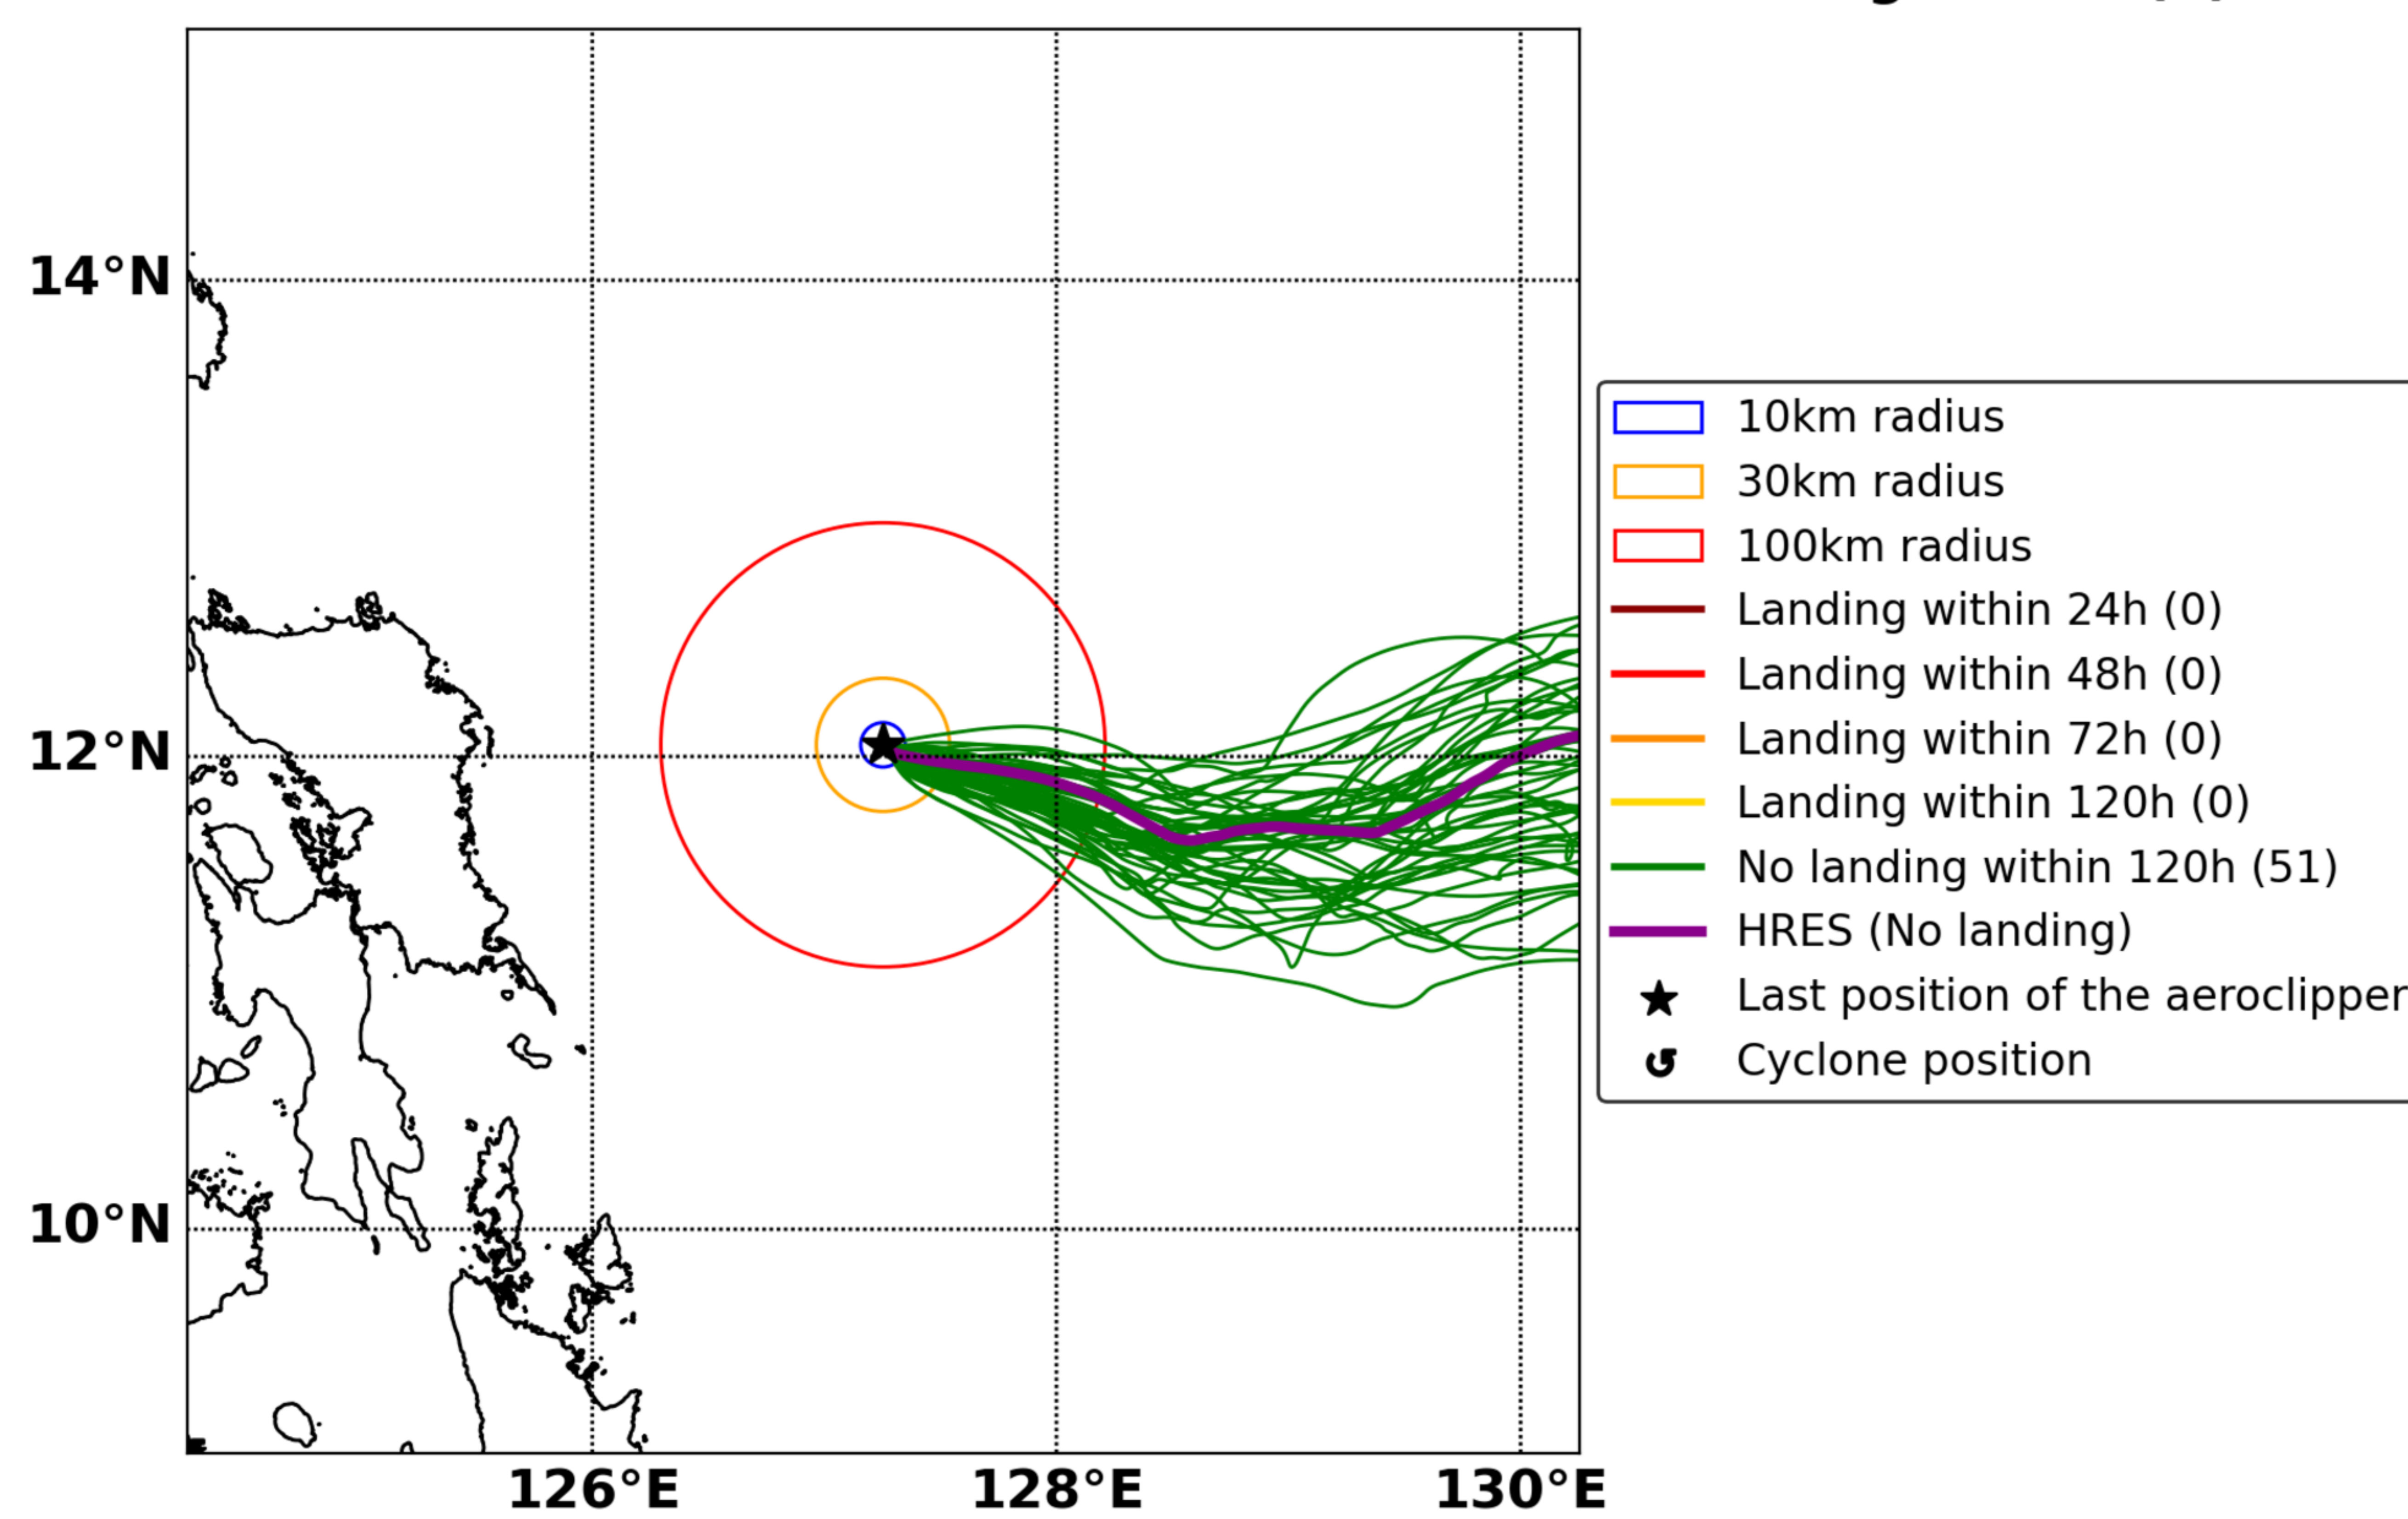 14°N
12°N
10°N
126°E
128°E
130°E
10km radius
30km radius
100km radius
Landing within 24h (0)
Landing within 48h (0)
Landing within 72h (0)
Landing within 120h (0)
No landing within 120h (51)
HRES (No landing)
Last position of the aeroclipper
Cyclone position